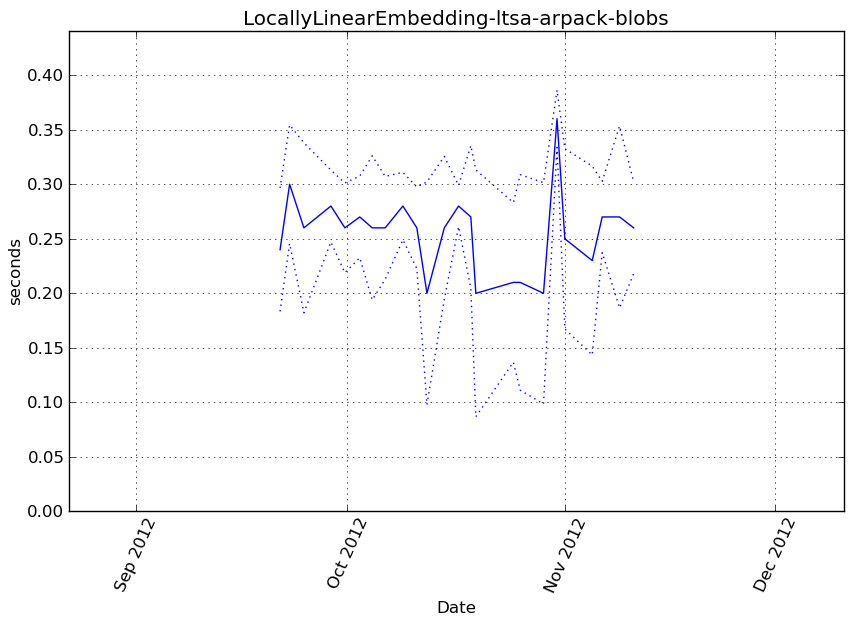 LocallyLinearEmbedding-ltsa-arpack-blobs
0.40
0.35
0.30
0.25
0.20
0.15
0.10
0.05
0.00
seconds
Sep 2012
Oct 2012
Nov 2012
Dec 2012
Date